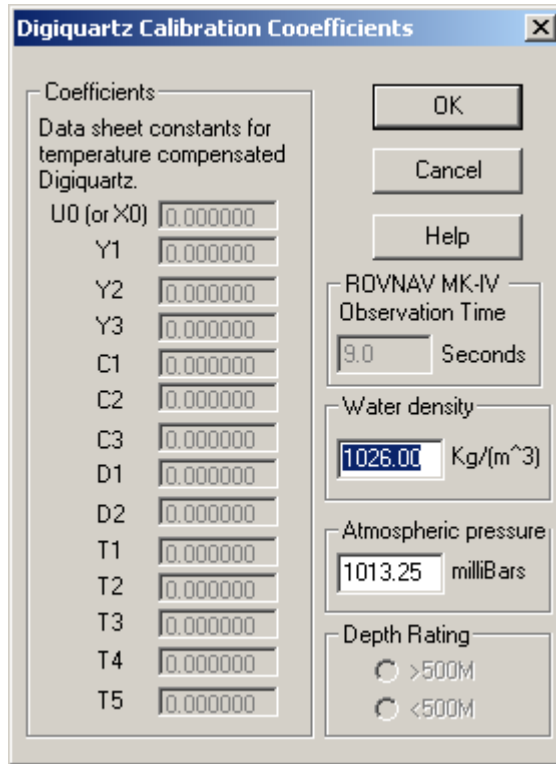 Digiquartz Calibration Cooefficients
Coefficients
Data sheet constants for
temperature compensated
Digiquartz.
U0 (or X0) 0.000000
Y1 0.000000
Y2 0.000000
Y3 0.000000
C1 0.000000
C2 0.000000
C3 0.000000
D1 0.000000
D2 0.000000
T1 0.000000
T2 0.000000
T3 0.000000
T4 0.000000
T5 0.000000
OK
Cancel
Help
ROVNAV MK-IV
Observation Time
9.0 Seconds
Water density
1026.00 Kg/(m^3)
Atmospheric pressure
1013.25 milliBars
Depth Rating
>500M
<500M